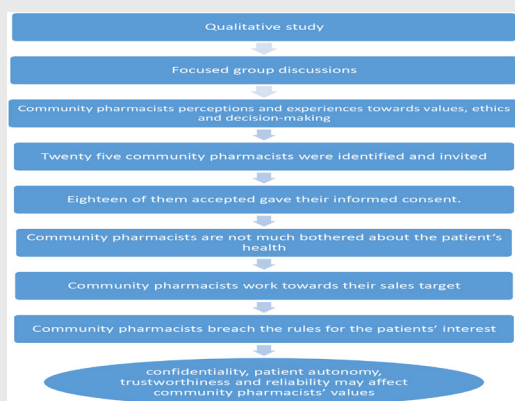 Qualitative study
Focused group discussions
Community pharmacists perceptions and experiences towards values, ethics
and decision-making
Twenty five community pharmacists were identified and invited
Eighteen of them accepted gave their informed consent.
Community pharmacists are not much bothered about the patient's
health
Community pharmacists work towards their sales target
Community pharmacists breach the rules for the patients' interest
confidentiality, patient autonomy,
trustworthiness and reliability may affect
community pharmacists' values